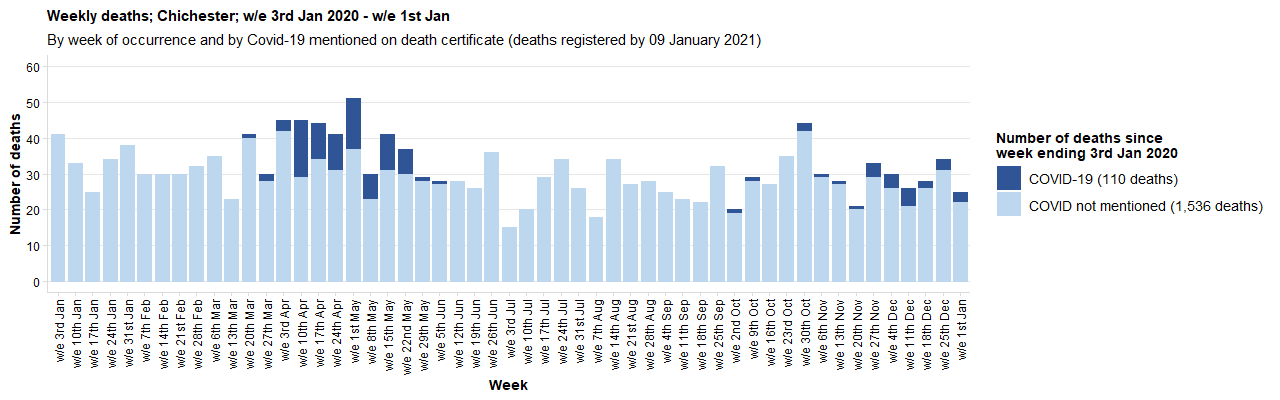 Weekly deaths; Chichester; w/e 3rd Jan 2020 - w/e 1st Jan
By week of occurrence and by Covid-19 mentioned on death certificate (deaths registered by 09 January 2021)
Number of deaths
60
50
40
30
20
10
0
w/e 3rd Jan
w/e 10th Jan
w/e 17th Jan
w/e 24th Jan
w/e 31st Jan
w/e 7th Feb
w/e 14th Feb
w/e 21st Feb
w/e 28th Feb
w/e 6th Mar
w/e 13th Mar
w/e 20th Mar
w/e 27th Mar
w/e 3rd Apr
w/e 10th Apr
w/e 17th Apr
w/e 24th Apr
w/e 1st May
w/e 8th May
w/e 15th May
w/e 22nd May
w/e 29th May
w/e 5th Jun
w/e 12th Jun
w/e 19th Jun
w/e 26th Jun
w/e 3rd Jul
w/e 10th Jul
w/e 17th Jul
w/e 24th Jul
w/e 31st Jul
w/e 7th Aug
w/e 14th Aug
w/e 21st Aug
w/e 28th Aug
w/e 4th Sep
w/e 11th Sep
w/e 18th Sep
w/e 25th Sep
w/e 2nd Oct
w/e 9th Oct
w/e 16th Oct
w/e 23rd Oct
w/e 30th Oct
w/e 6th Nov
w/e 13th Nov
w/e 20th Nov
w/e 27th Nov
w/e 4th Dec
w/e 11th Dec
w/e 18th Dec
w/e 25th Dec
w/e 1st Jan
Week
Number of deaths since
week ending 3rd Jan 2020
COVID-19 (110 deaths)
COVID not mentioned (1,536 deaths)